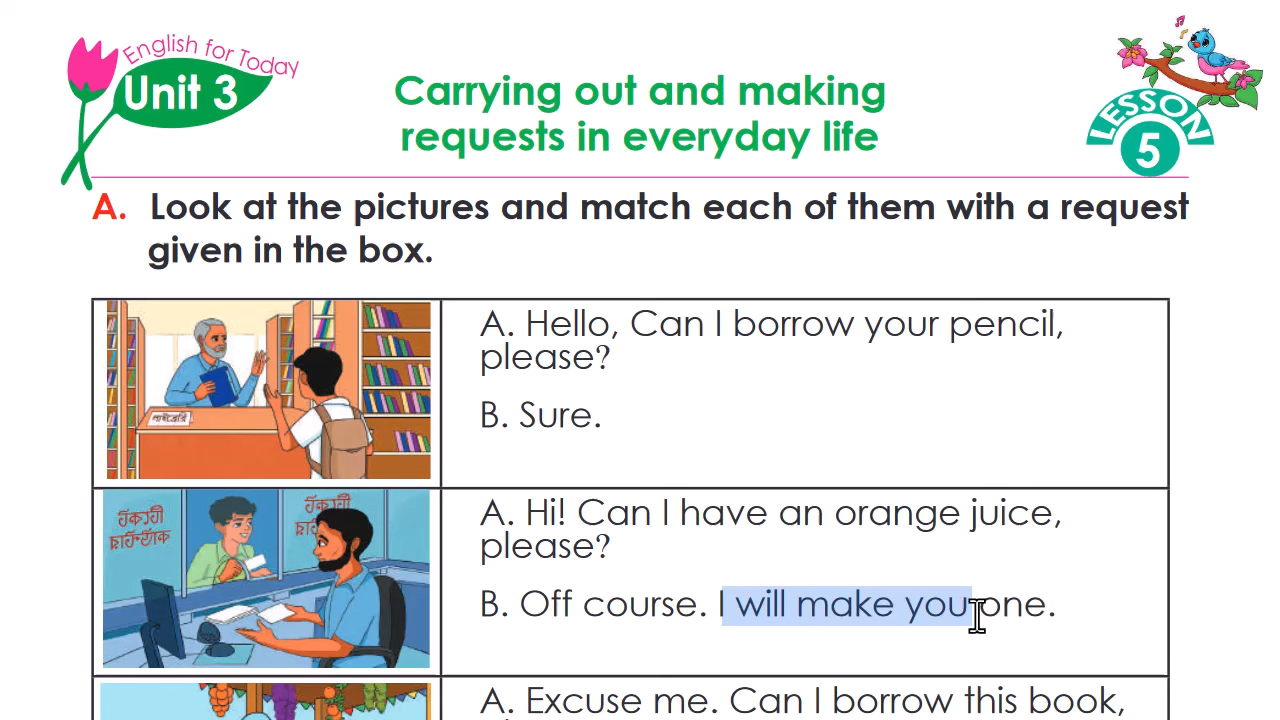 English for Today
Unit 3
Carrying out and making
requests in everyday life
LESSON
5
A. Look at the pictures and match each of them with a request
given in the box.
A. Hello, Can I borrow your pencil,
please?
B. Sure.
A. Hi! Can I have an orange juice,
please?
B. Off course. I will make you one.
A. Excuse me. Can I borrow this book,